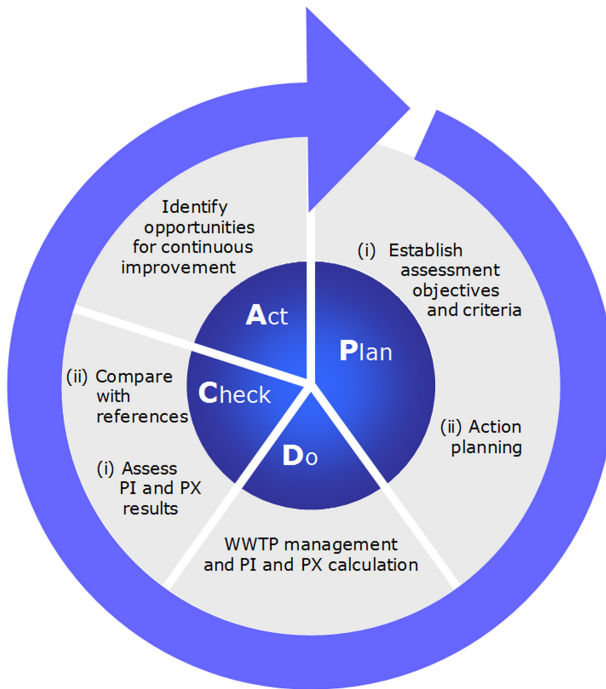 Identify
opportunities
for continuous
improvement
(i) Establish
assessment
objectives
and criteria
Act
Plan
(ii) Compare
with
references
Check
(ii) Action
planning
Do
(i) Assess
PI and PX
results
WWTP management
and PI and PX calculation